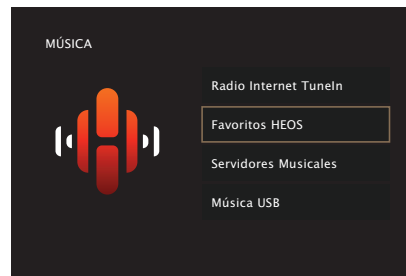 MÚSICA
Radio Internet TuneIn
Favoritos HEOS
Servidores Musicales
Música USB